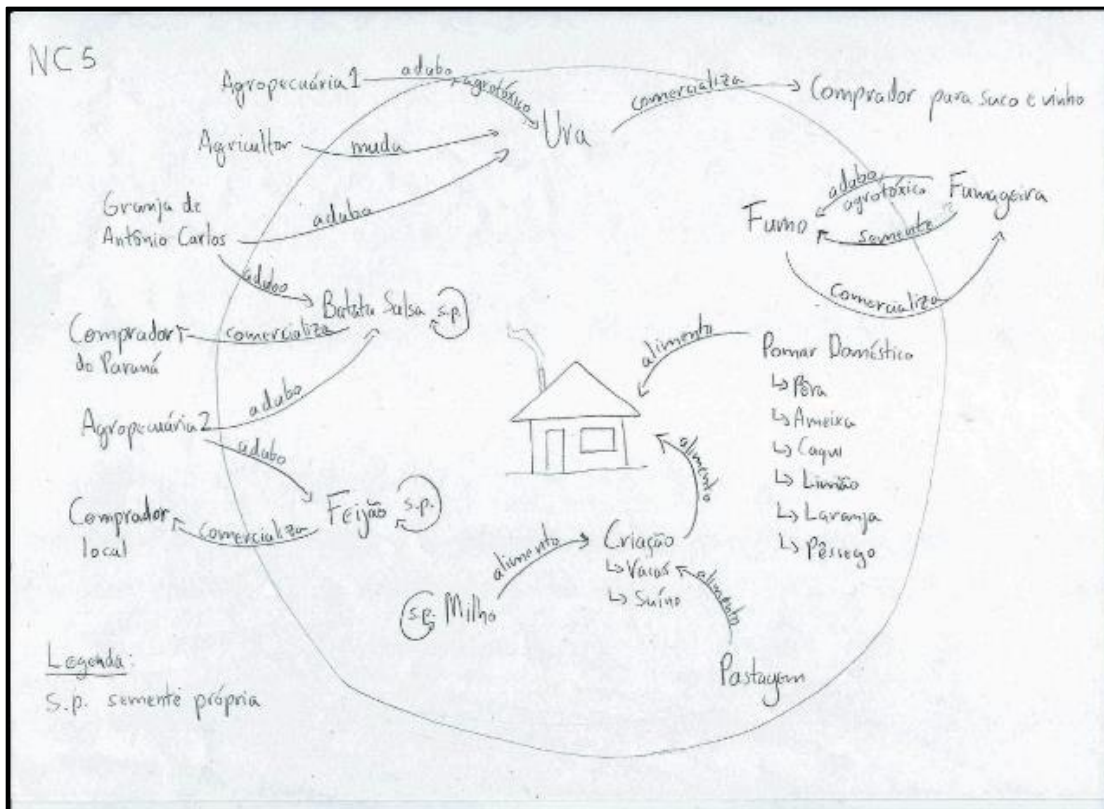 NC5
Agropecuária 1
adubo, agrotóxico
Uva
comercializa
Comprador para suco e vinho
Agricultor
muda
Granja de
Antônio Carlos
adubo
adubo
Fumo
adubo,
agrotóxico
Fumageira
semente
comercializa
Batata Salsa s.p.
Comprador
do Paraná
comercializa
Agropecuária 2
adubo
adubo
Feijão s.p.
Comprador
local
comercializa
alimento
Pomar Doméstico
↳ Pêra
↳ Ameixa
↳ Caqui
↳ Limão
↳ Laranja
↳ Pêssego
alimento
Criação
↳ Vacas
↳ Suíno
alimento
s.p. Milho
alimento
Pastagem
Legenda:
s.p. semente própria